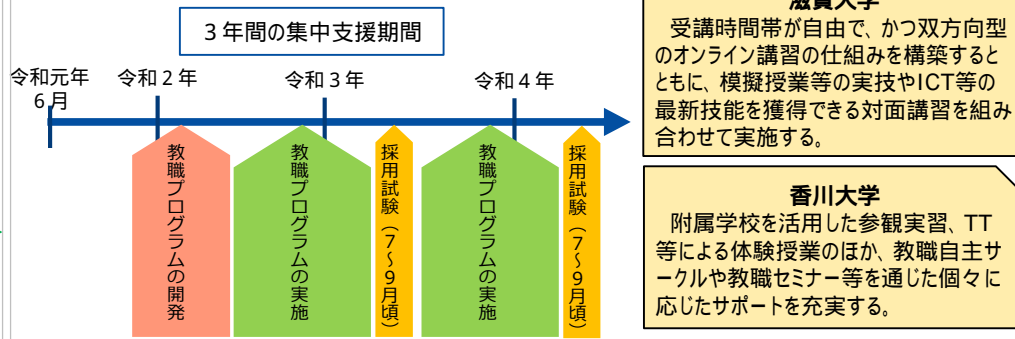 3年間の集中支援期間
令和元年
6月
令和2年
令和3年
令和4年
教職プログラムの開発
教職プログラムの実施
採用試験（7～9月頃）
教職プログラムの実施
採用試験（7～9月頃）
滋賀大学
受講時間帯が自由で、かつ双方向型
のオンライン講習の仕組みを構築すると
ともに、模擬授業等の実技やICT等の
最新技能を獲得できる対面講習を組み
合わせて実施する。
香川大学
附属学校を活用した参観実習、TT
等による体験授業のほか、教職自主サ
ークルや教職セミナー等を通じた個々に
応じたサポートを充実する。